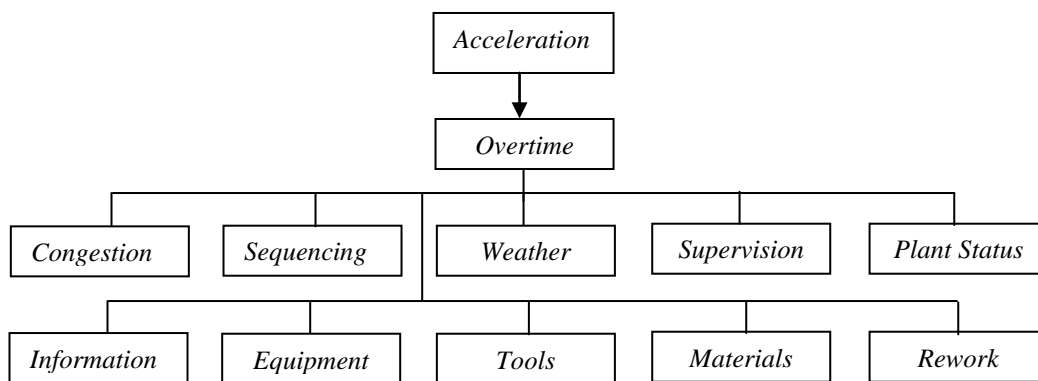 Acceleration
Overtime
Congestion
Sequencing
Weather
Supervision
Plant Status
Information
Equipment
Tools
Materials
Rework